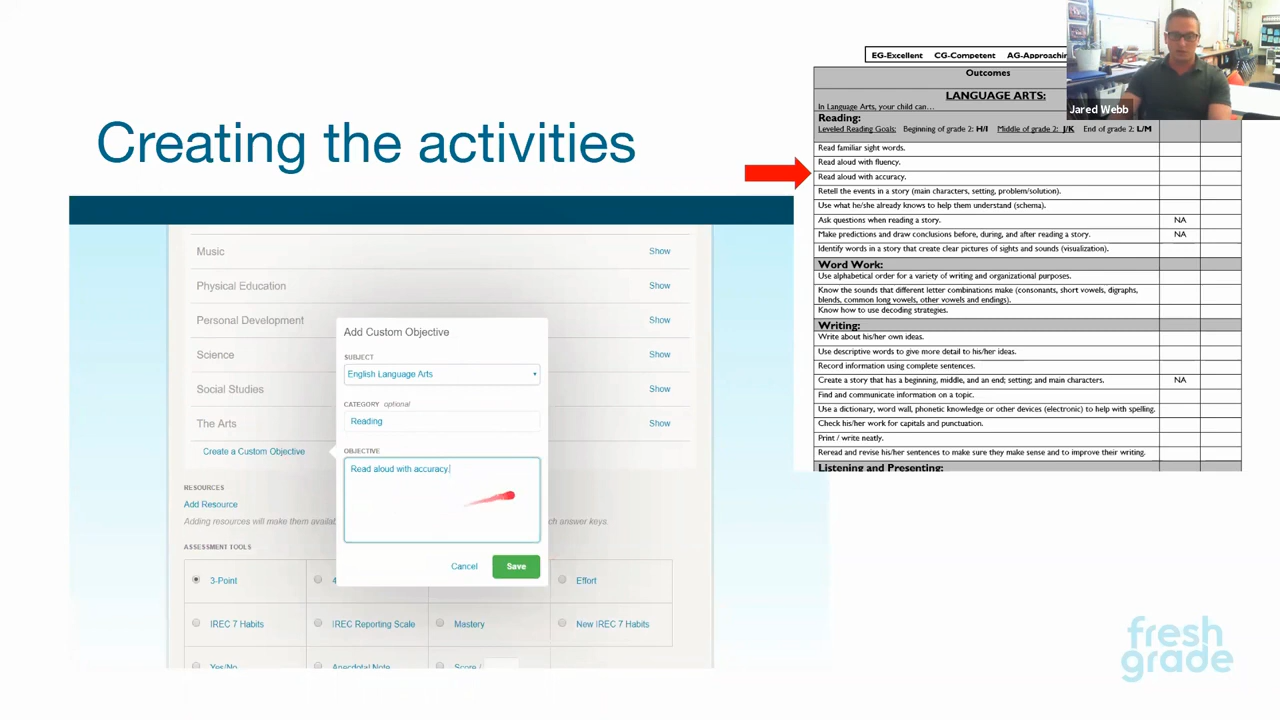 Creating the activities
Music Show
Physical Education Show
Personal Development Show
Science Show
Social Studies Show
The Arts Show
Create a Custom Objective
Add Custom Objective
SUBJECT
English Language Arts
CATEGORY optional
Reading
OBJECTIVE
Read aloud with accuracy.
Cancel Save
RESOURCES
Add Resource
Adding resources will make them availa
ch answer keys.
ASSESSMENT TOOLS
3-Point 4 Effort
IREC 7 Habits IREC Reporting Scale Mastery New IREC 7 Habits
Yes/No Anecdotal Note Score /
EG-Excellent CG-Competent AG-Approachin
Outcomes
LANGUAGE ARTS:
In Language Arts, your child can…
Reading:
Leveled Reading Goals: Beginning of grade 2: H/I Middle of grade 2: J/K End of grade 2: L/M
Read familiar sight words.
Read aloud with fluency.
Read aloud with accuracy.
Retell the events in a story (main characters, setting, problem/solution).
Use what he/she already knows to help them understand (schema).
Ask questions when reading a story. NA
Make predictions and draw conclusions before, during, and after reading a story. NA
Identify words in a story that create clear pictures of sights and sounds (visualization).
Word Work:
Use alphabetical order for a variety of writing and organizational purposes.
Know the sounds that different letter combinations make (consonants, short vowels, digraphs,
blends, common long vowels, other vowels and endings).
Know how to use decoding strategies.
Writing:
Write about his/her own ideas.
Use descriptive words to give more detail to his/her ideas.
Record information using complete sentences.
Create a story that has a beginning, middle, and an end; setting; and main characters. NA
Find and communicate information on a topic.
Use a dictionary, word wall, phonetic knowledge or other devices (electronic) to help with spelling.
Check his/her work for capitals and punctuation.
Print / write neatly.
Reread and revise his/her sentences to make sure they make sense and to improve their writing.
Listening and Presenting:
Jared Webb
fresh
grade